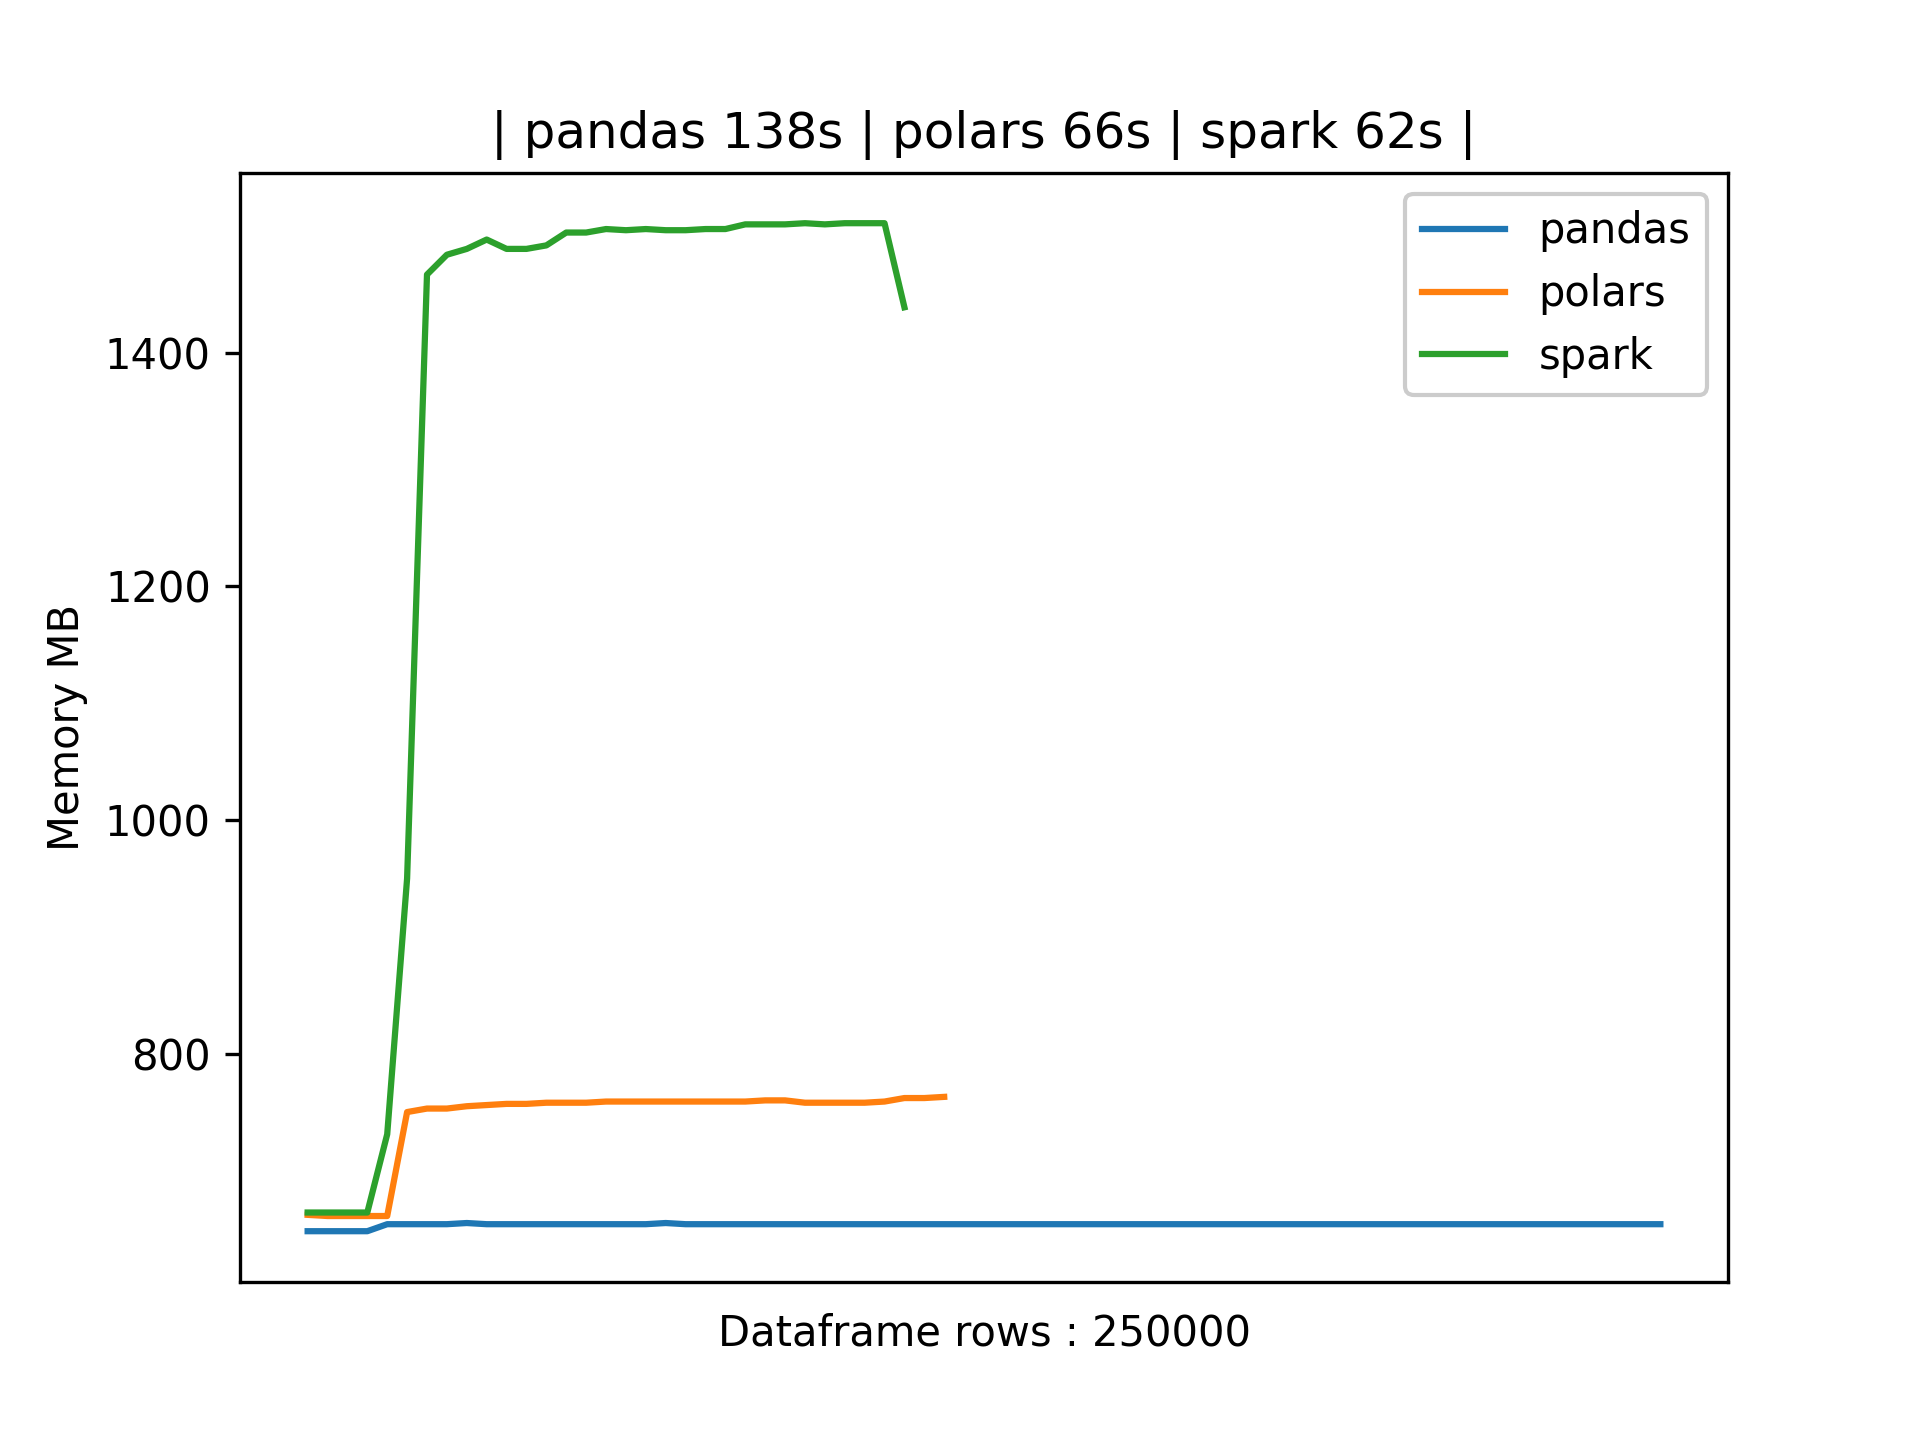 | pandas 138s | polars 66s | spark 62s |
pandas
polars
spark
1400
1200
1000
800
Memory MB
Dataframe rows : 250000